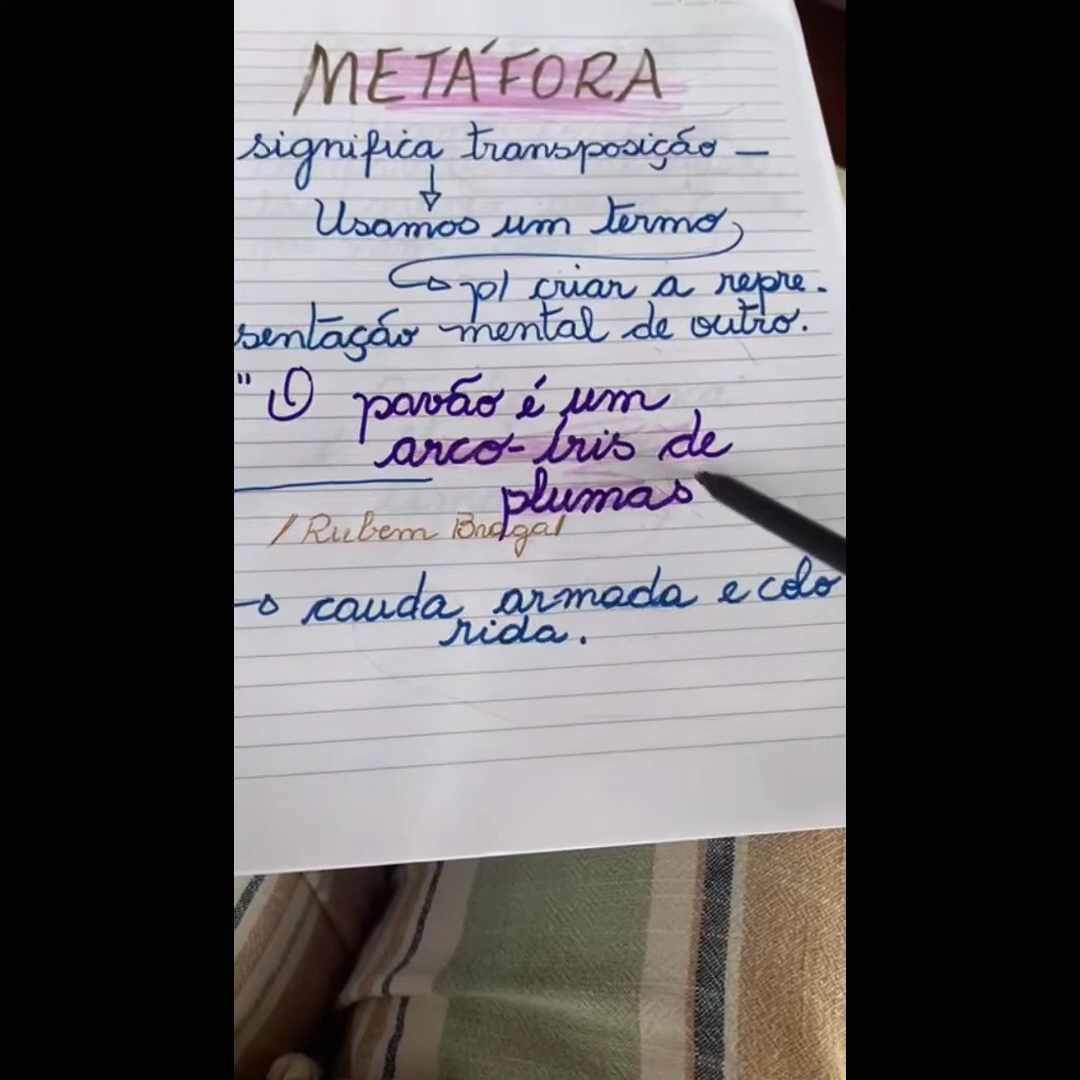 METÁFORA
significa transposição —
Usamos um termo,
p/ criar a repre-
sentação mental de outro.
" O pavão é um
arco-íris de
plumas
/Rubem Braga/
cauda armada e colo
rida.